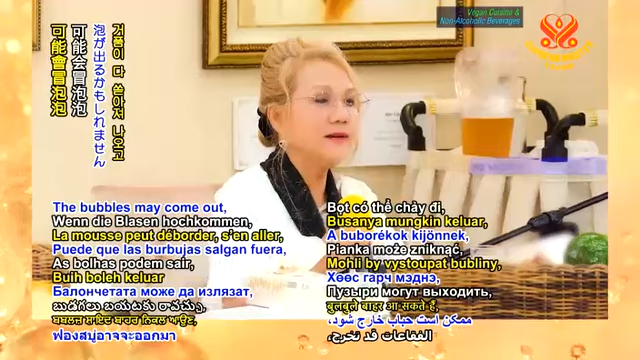 Vegan Cuisine &
Non-Alcoholic Beverages
거품이 다 쏟아져 나오고
泡が出るかもしれません
可能会冒泡泡
可能會冒泡泡
The bubbles may come out,
Wenn die Blasen hochkommen,
La mousse peut déborder, s'en aller,
Puede que las burbujas salgan fuera,
As bolhas podem sair,
Buih boleh keluar
Балончетата може да излязат,
బుడగలు బయటకు రావచ్చు,
ਬਬਲਜ਼ ਸ਼ਾਇਦ ਬਾਹਰ ਨਿਕਲ ਆਉਣ,
ฟองสบู่อาจจะออกมา
Bọt có thể chảy đi,
Busanya mungkin keluar,
A buborékok kijönnek,
Pianka może zniknąć,
Mohli by vystoupat bubliny,
Хөөс гарч мэднэ,
Пузыри могут выходить,
बुलबुले बाहर आ सकते हैं,
ممکن است حباب خارج شود،
الفقاعات قد تخرج،